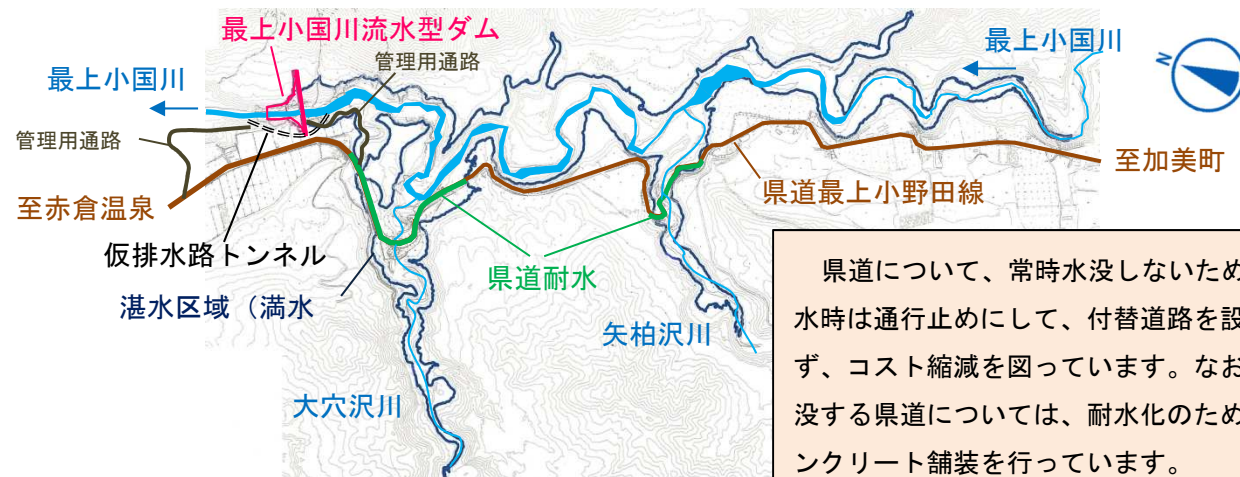 最上小国川流水型ダム
管理用通路
最上小国川
最上小国川
N
管理用通路
至加美町
県道最上小野田線
至赤倉温泉
仮排水路トンネル
県道耐水
湛水区域（満水
矢柏沢川
大穴沢川
県道について、常時水没しないため
水時は通行止めにして、付替道路を設
ず、コスト縮減を図っています。なお
没する県道については、耐水化のため
ンクリート舗装を行っています。